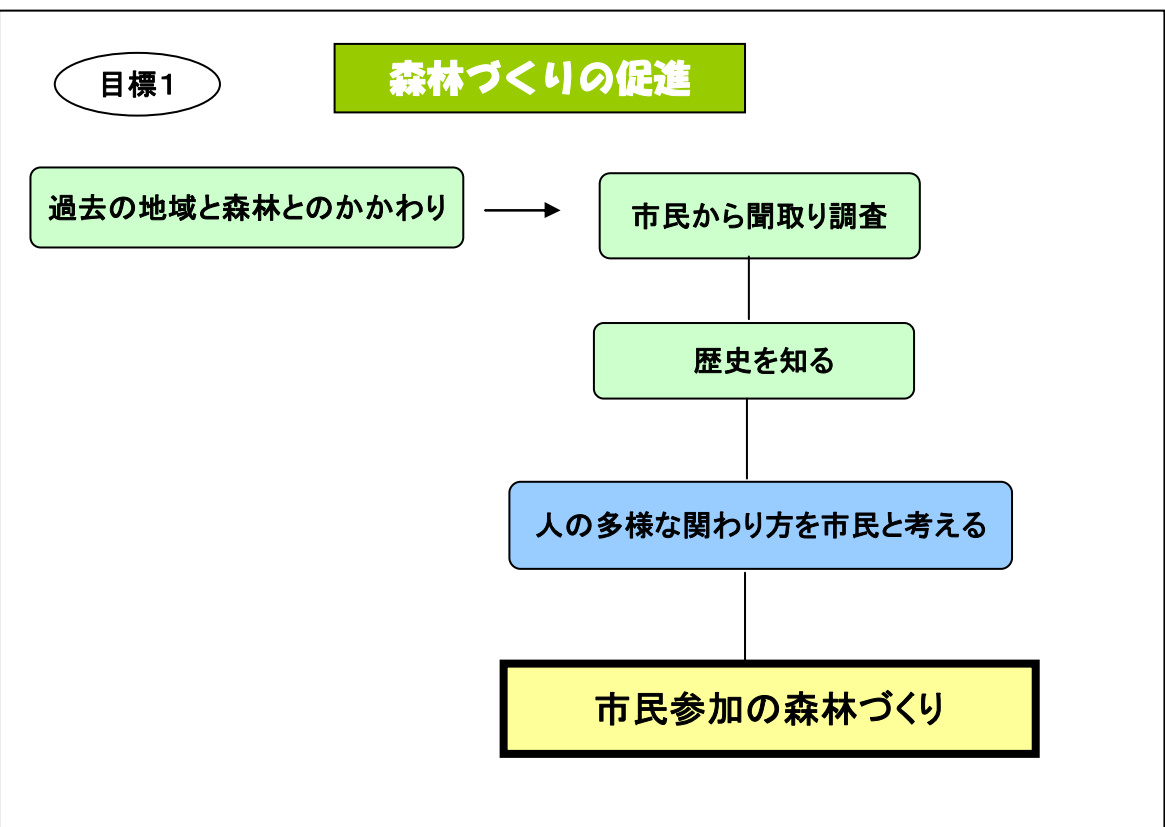 目標１
森林づくりの促進
過去の地域と森林とのかかわり
市民から聞取り調査
歴史を知る
人の多様な関わり方を市民と考える
市民参加の森林づくり